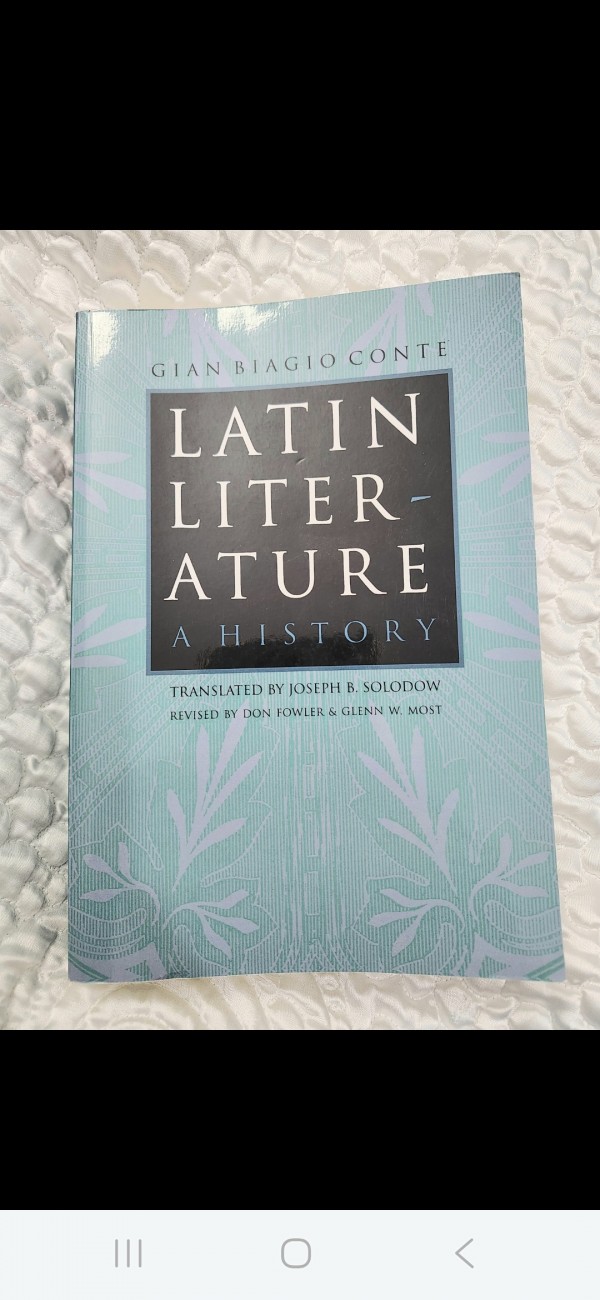 GIAN BIAGIO CONTE
LATIN
LITER-
ATURE
A HISTORY
TRANSLATED BY JOSEPH B. SOLODOW
REVISED BY DON FOWLER & GLENN W. MOST